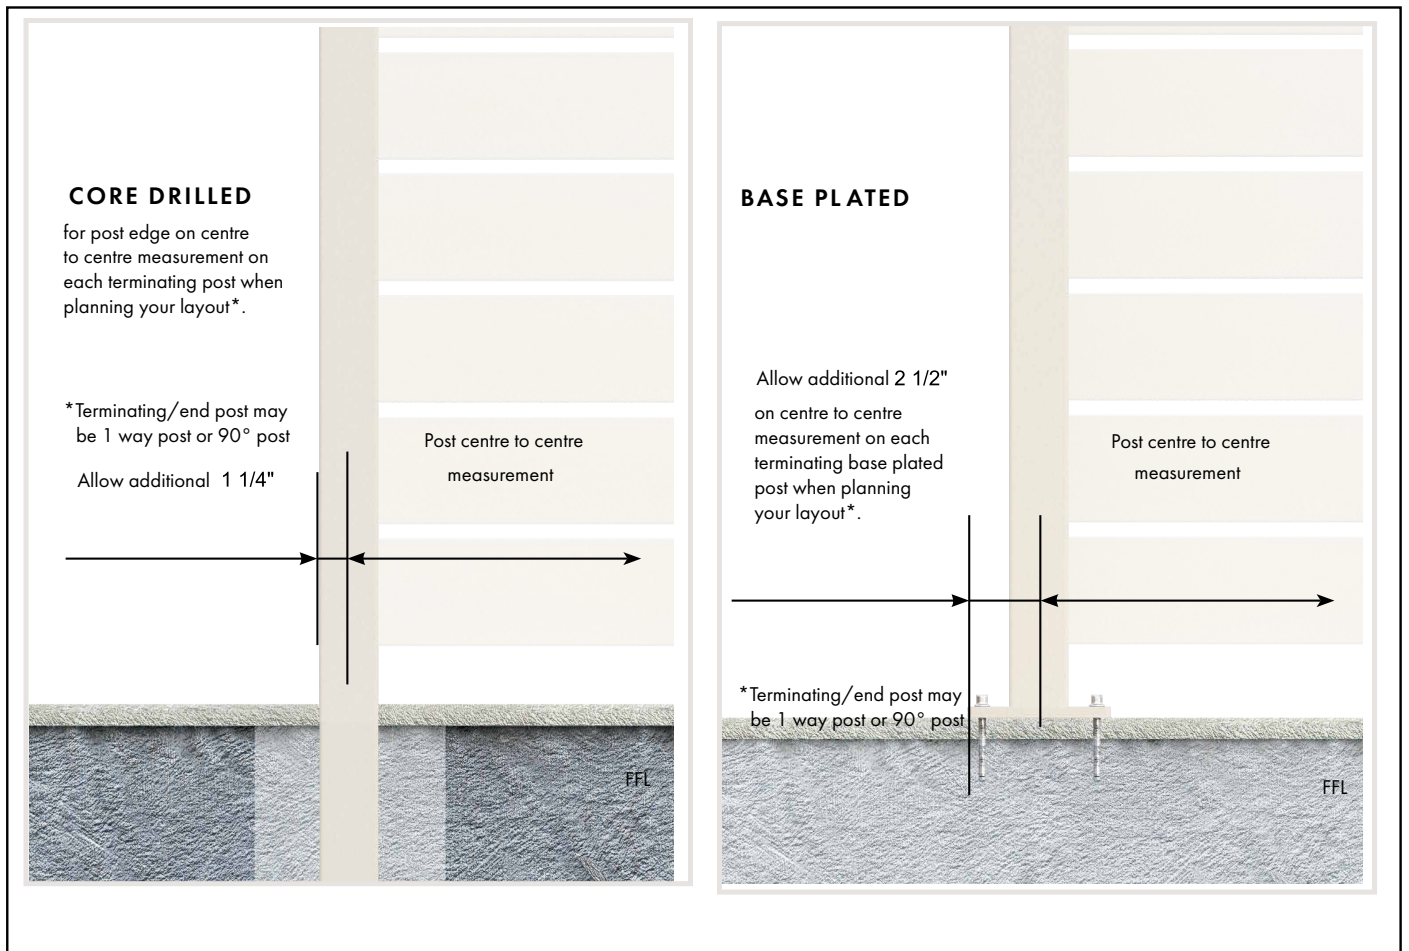 CORE DRILLED
for post edge on centre
to centre measurement on
each terminating post when
planning your layout*.
*Terminating/end post may
be 1 way post or 90° post
Allow additional 1 1/4"
Post centre to centre
measurement
FFL
BASE PLATED
Allow additional 2 1/2"
on centre to centre
measurement on each
terminating base plated
post when planning
your layout*.
Post centre to centre
measurement
*Terminating/end post may
be 1 way post or 90° post
FFL